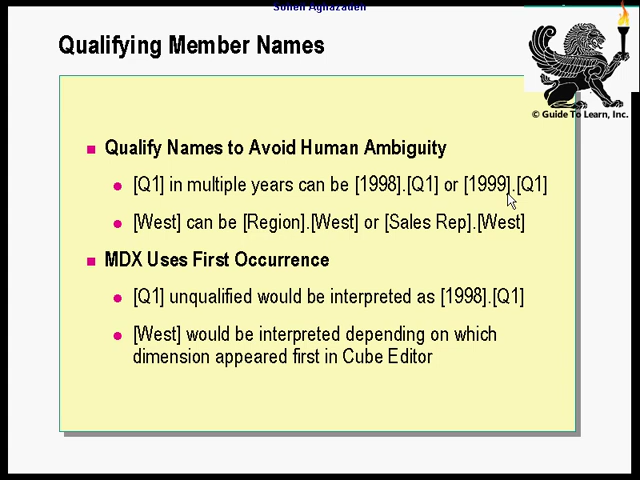 Soheil Aghazadeh
Qualifying Member Names
© Guide To Learn, Inc.
Qualify Names to Avoid Human Ambiguity
[Q1] in multiple years can be [1998].[Q1] or [1999].[Q1]
[West] can be [Region].[West] or [Sales Rep].[West]
MDX Uses First Occurrence
[Q1] unqualified would be interpreted as [1998].[Q1]
[West] would be interpreted depending on which
dimension appeared first in Cube Editor